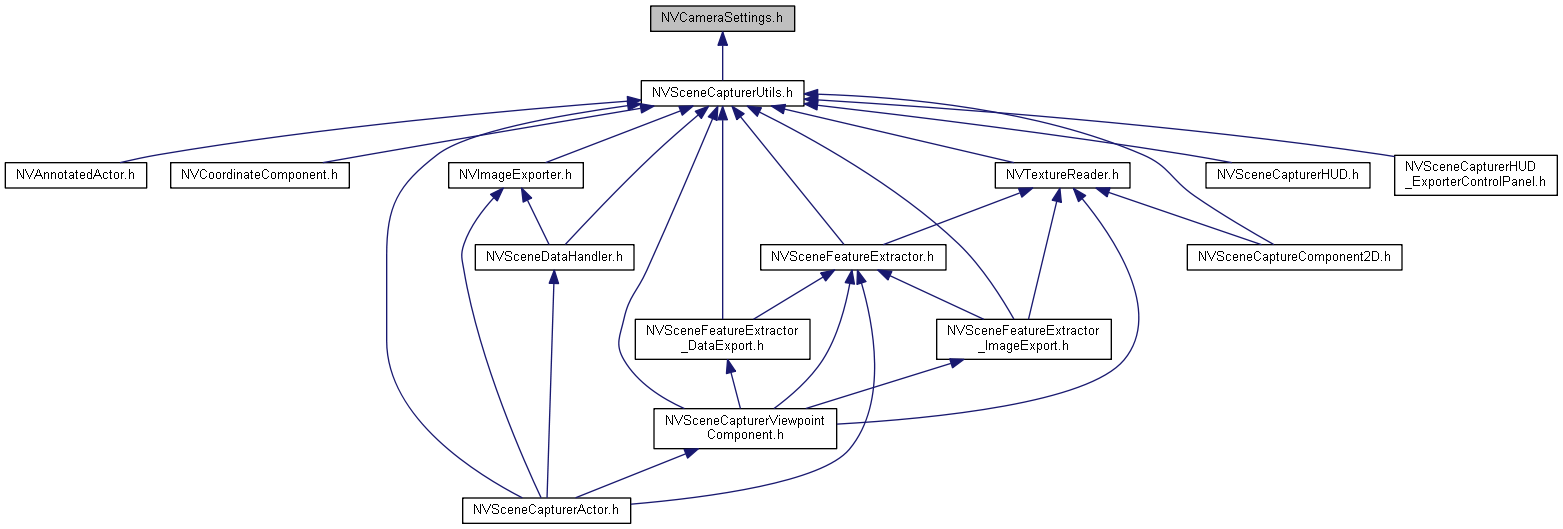 NVCameraSettings.h
NVSceneCapturerUtils.h
NVAnnotatedActor.h
NVCoordinateComponent.h
NVImageExporter.h
NVTextureReader.h
NVSceneCapturerHUD.h
NVSceneCapturerHUD
_ExporterControlPanel.h
NVSceneDataHandler.h
NVSceneFeatureExtractor.h
NVSceneCaptureComponent2D.h
NVSceneFeatureExtractor
_DataExport.h
NVSceneFeatureExtractor
_ImageExport.h
NVSceneCapturerViewpoint
Component.h
NVSceneCapturerActor.h